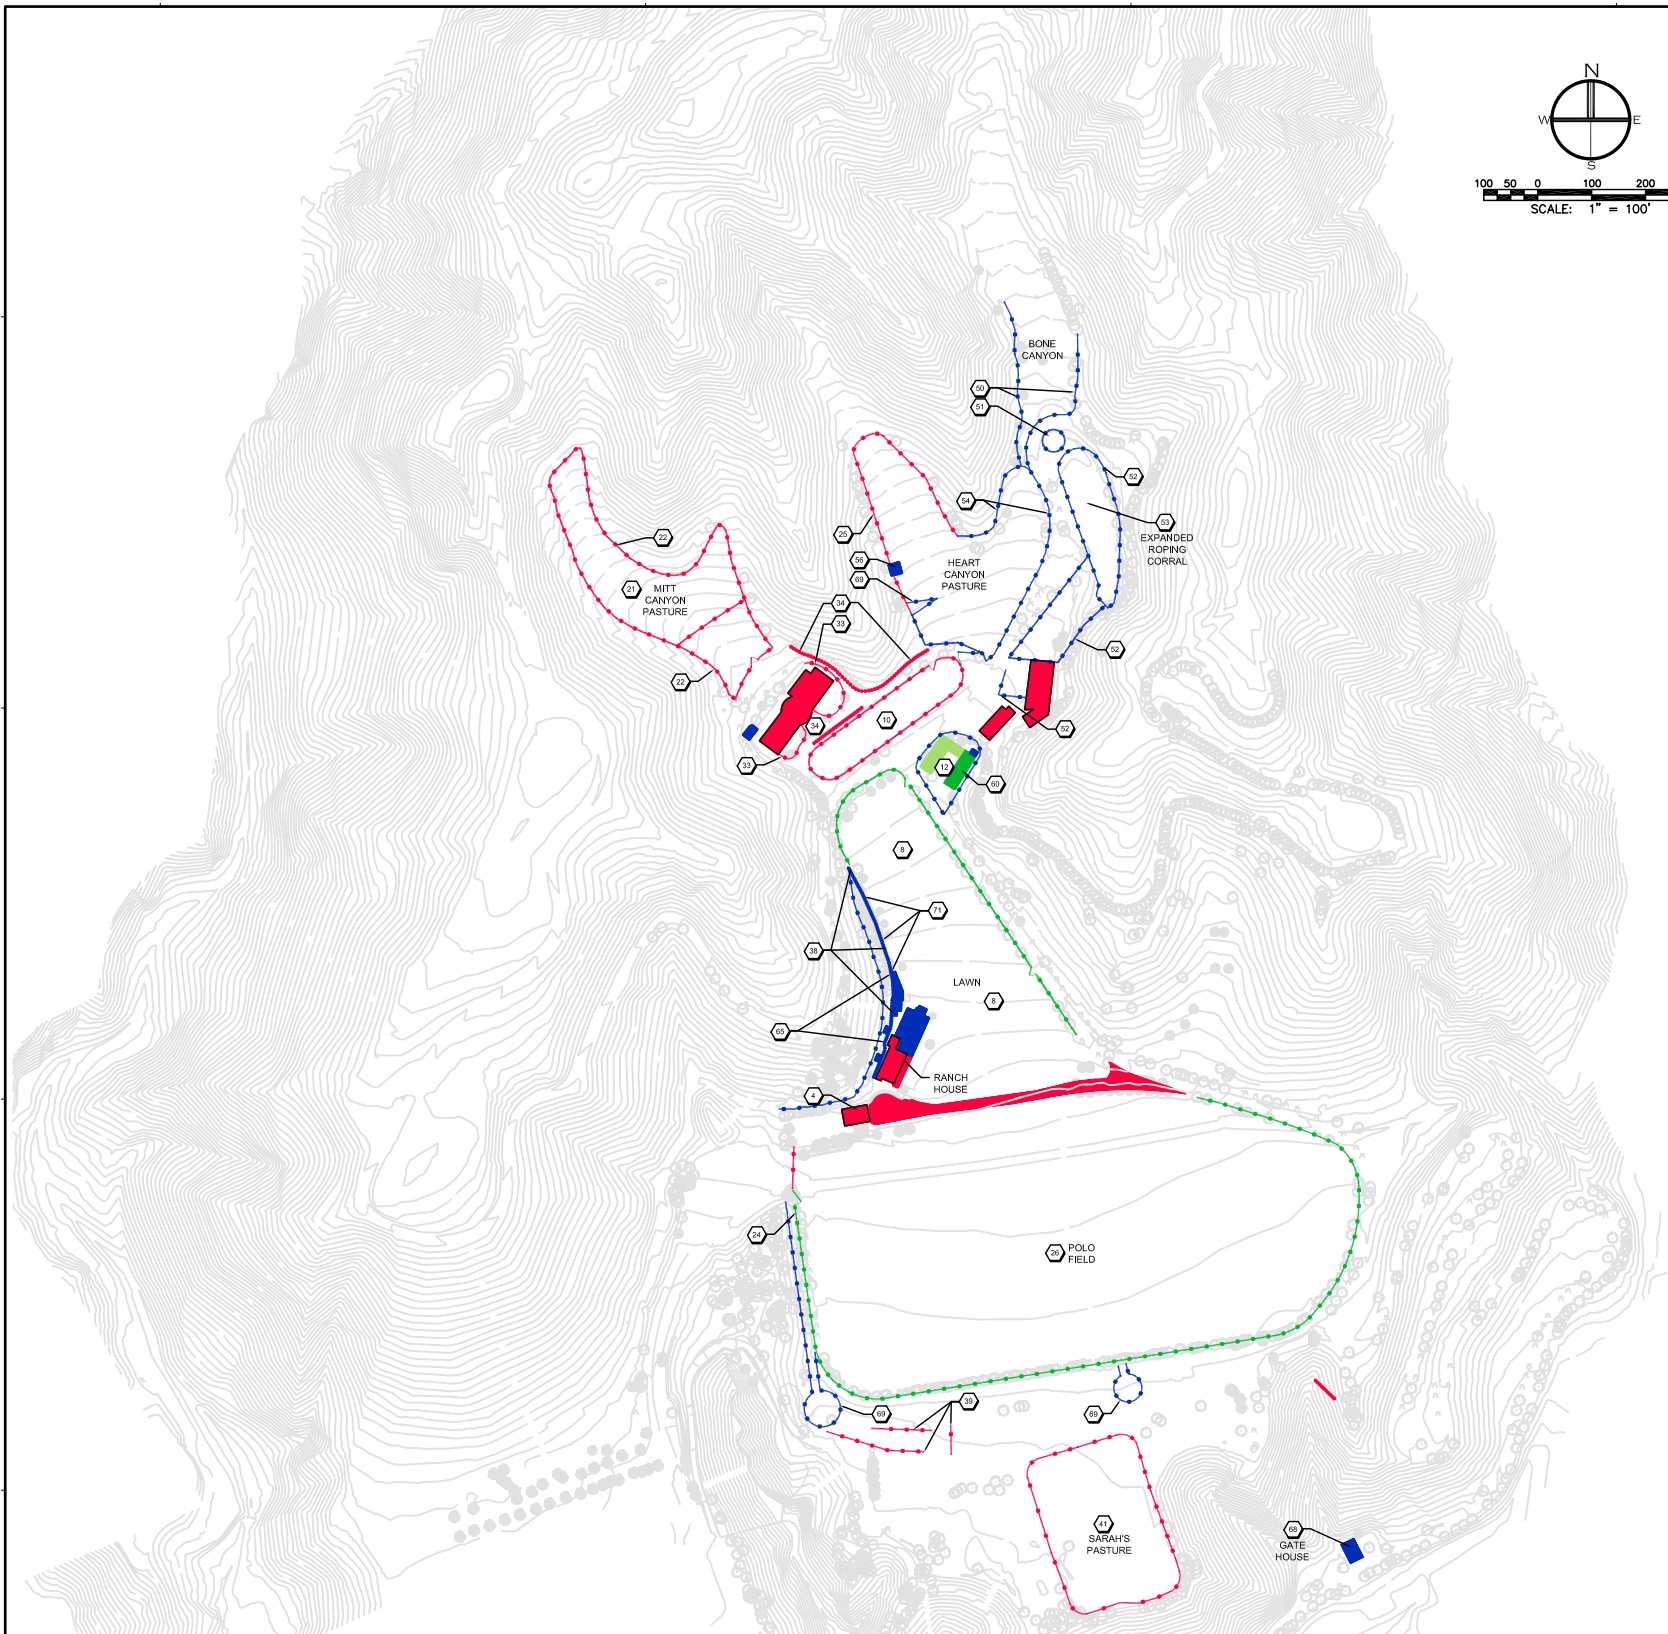 N
W E
S
100 50 0 100 200
SCALE: 1" = 100'
BONE
CANYON
50
51
52
54
53
EXPANDED
ROPING
CORRAL
25
22
56
HEART
CANYON
PASTURE
69
21
MITT
CANYON
PASTURE
34
33
52
22
10
34
52
33
12
60
8
71
38
LAWN
8
65
RANCH
HOUSE
4
24
26
POLO
FIELD
39
69
69
41
SARAH'S
PASTURE
68
GATE
HOUSE